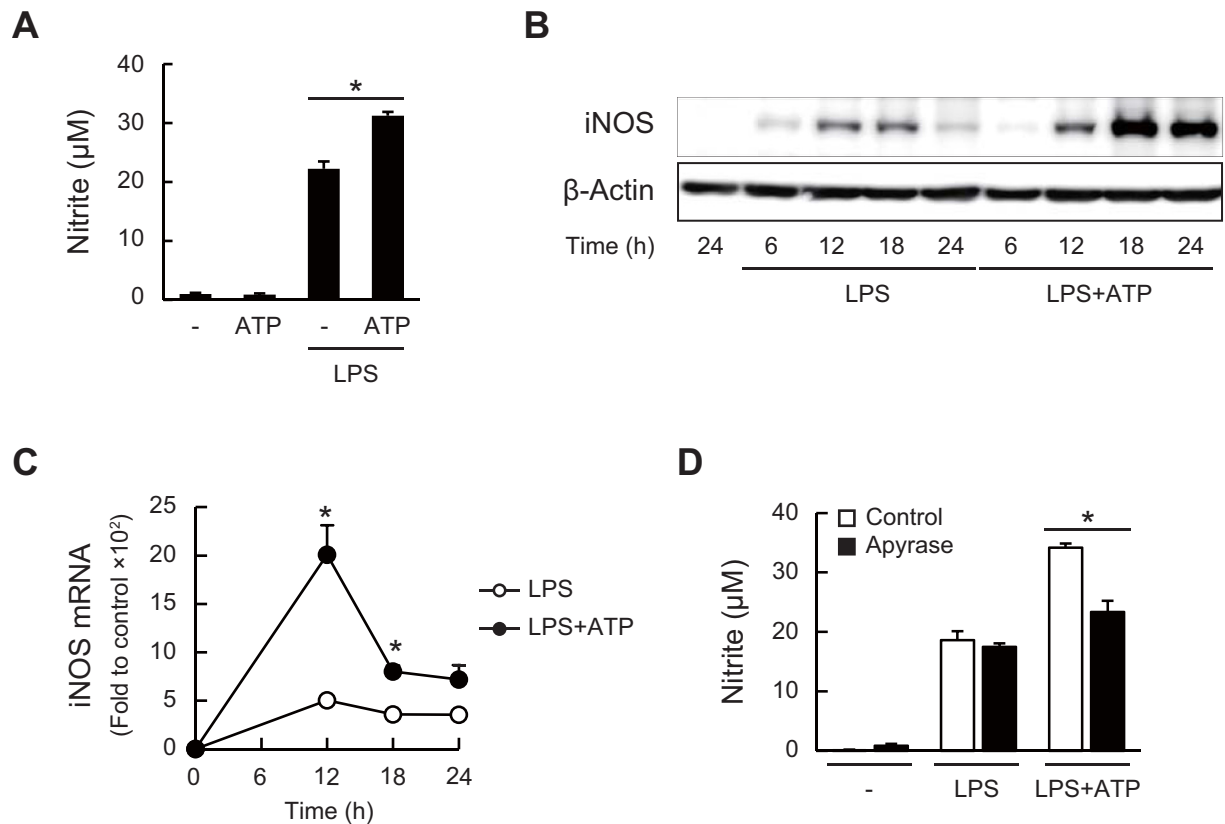 A
Nitrite (μM)
40
30
20
10
0
*
- ATP - ATP
LPS
B
iNOS
β-Actin
Time (h) 24 6 12 18 24 6 12 18 24
LPS LPS+ATP
C
iNOS mRNA
(Fold to control ×10²)
25
20
15
10
5
0
*
*
0 6 12 18 24
Time (h)
LPS
LPS+ATP
D
Nitrite (μM)
40
30
20
10
0
Control
Apyrase
*
- LPS LPS+ATP